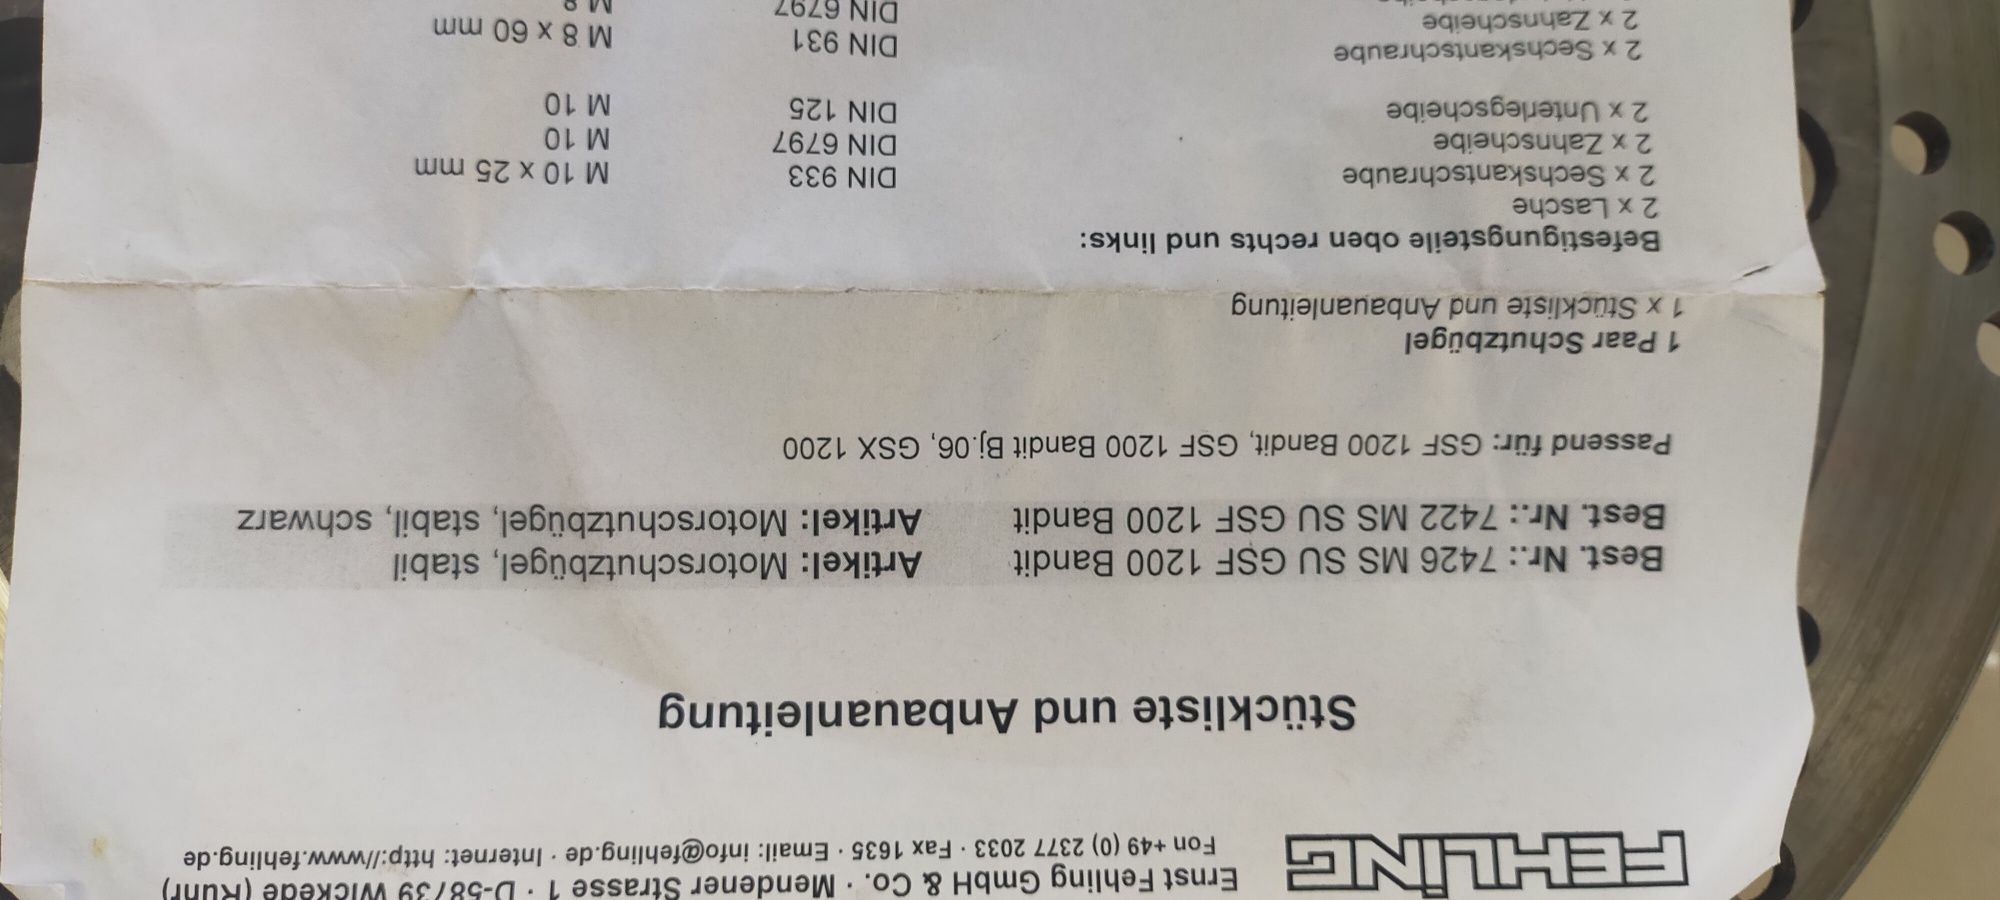 FEHLING
Ernst Fehling GmbH & Co. · Mendener Strasse 1 · D-58739 Wickede (Ruhr)
Fon +49 (0) 2377 2033 · Fax 1635 · Email: info@fehling.de · Internet: http://www.fehling.de
Stückliste und Anbauanleitung
Best. Nr.: 7426 MS SU GSF 1200 Bandit Artikel: Motorschutzbügel, stabil
Best. Nr.: 7422 MS SU GSF 1200 Bandit Artikel: Motorschutzbügel, stabil, schwarz
Passend für: GSF 1200 Bandit, GSF 1200 Bandit Bj.06, GSX 1200
1 Paar Schutzbügel
1 x Stückliste und Anbauanleitung
Befestigungsteile oben rechts und links:
2 x Lasche
2 x Sechskantschraube DIN 933 M 10 x 25 mm
2 x Zahnscheibe DIN 6797 M 10
2 x Unterlegscheibe DIN 125 M 10
2 x Sechskantschraube DIN 931 M 8 x 60 mm
2 x Zahnscheibe DIN 6797 M 8